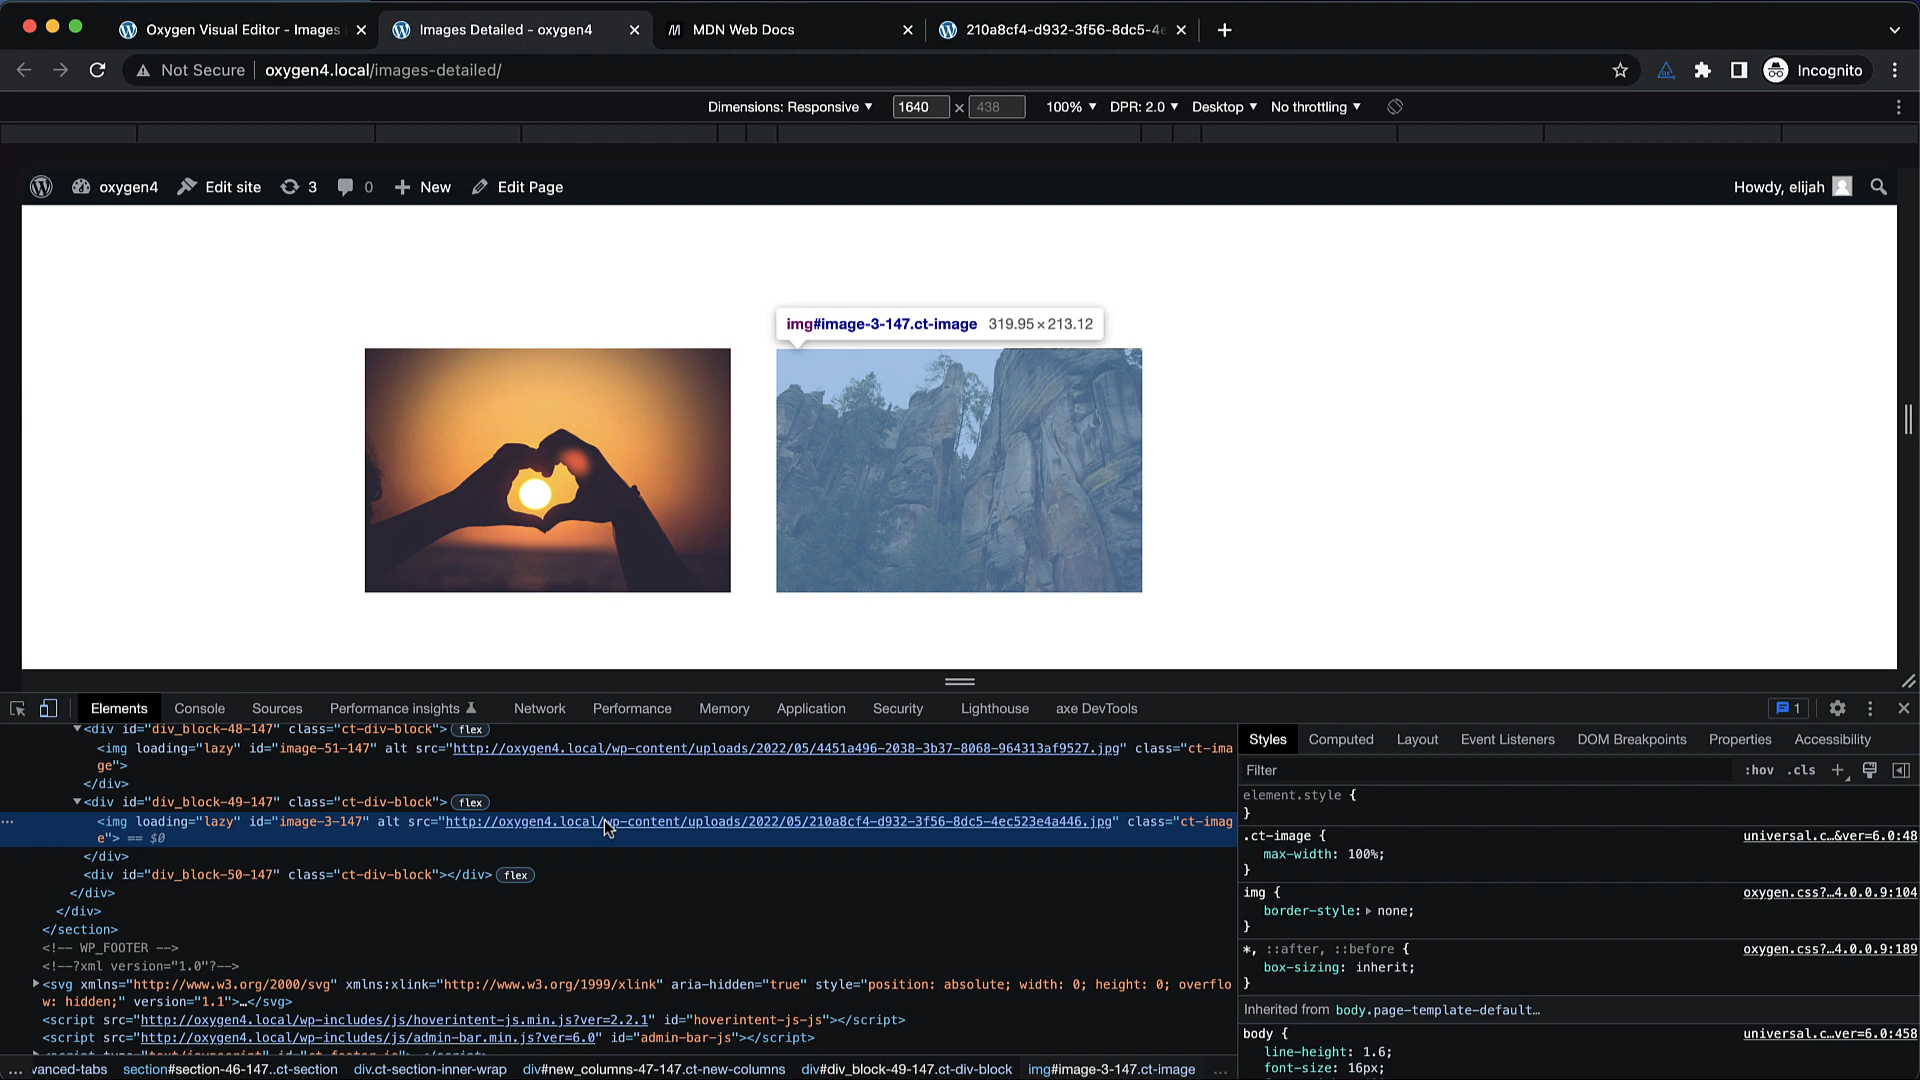 Oxygen Visual Editor - Images
Images Detailed - oxygen4
MDN Web Docs
210a8cf4-d932-3f56-8dc5-4e
Not Secure
oxygen4.local/images-detailed/
Incognito
Dimensions: Responsive ▼
1640 × 438
100% ▼
DPR: 2.0 ▼
Desktop ▼
No throttling ▼
oxygen4
Edit site
3
0
New
Edit Page
Howdy, elijah
img#image-3-147.ct-image 319.95×213.12
Elements
Console
Sources
Performance insights
Network
Performance
Memory
Application
Security
Lighthouse
axe DevTools
1
▼<div id="div_block-48-147" class="ct-div-block"> flex
<img loading="lazy" id="image-51-147" alt src="http://oxygen4.local/wp-content/uploads/2022/05/4451a496-2038-3b37-8068-964313af9527.jpg" class="ct-ima
ge">
</div>
▼<div id="div_block-49-147" class="ct-div-block"> flex
<img loading="lazy" id="image-3-147" alt src="http://oxygen4.local/wp-content/uploads/2022/05/210a8cf4-d932-3f56-8dc5-4ec523e4a446.jpg" class="ct-imag
e"> == $0
</div>
<div id="div_block-50-147" class="ct-div-block"></div> flex
</div>
</div>
</section>
<!-- WP_FOOTER -->
<!--?xml version="1.0"?-->
▶<svg xmlns="http://www.w3.org/2000/svg" xmlns:xlink="http://www.w3.org/1999/xlink" aria-hidden="true" style="position: absolute; width: 0; height: 0; overflo
w: hidden;" version="1.1">…</svg>
<script src="http://oxygen4.local/wp-includes/js/hoverintent-js.min.js?ver=2.2.1" id="hoverintent-js-js"></script>
<script src="http://oxygen4.local/wp-includes/js/admin-bar.min.js?ver=6.0" id="admin-bar-js"></script>
... vanced-tabs
section#section-46-147..ct-section
div.ct-section-inner-wrap
div#new_columns-47-147.ct-new-columns
div#div_block-49-147.ct-div-block
img#image-3-147.ct-image
...
Styles
Computed
Layout
Event Listeners
DOM Breakpoints
Properties
Accessibility
Filter
:hov .cls
element.style {
}
.ct-image { universal.c…&ver=6.0:48
max-width: 100%;
}
img { oxygen.css?…4.0.0.9:104
border-style: ▶ none;
}
*, ::after, ::before { oxygen.css?…4.0.0.9:189
box-sizing: inherit;
}
Inherited from body.page-template-default…
body { universal.c…ver=6.0:458
line-height: 1.6;
font-size: 16px;